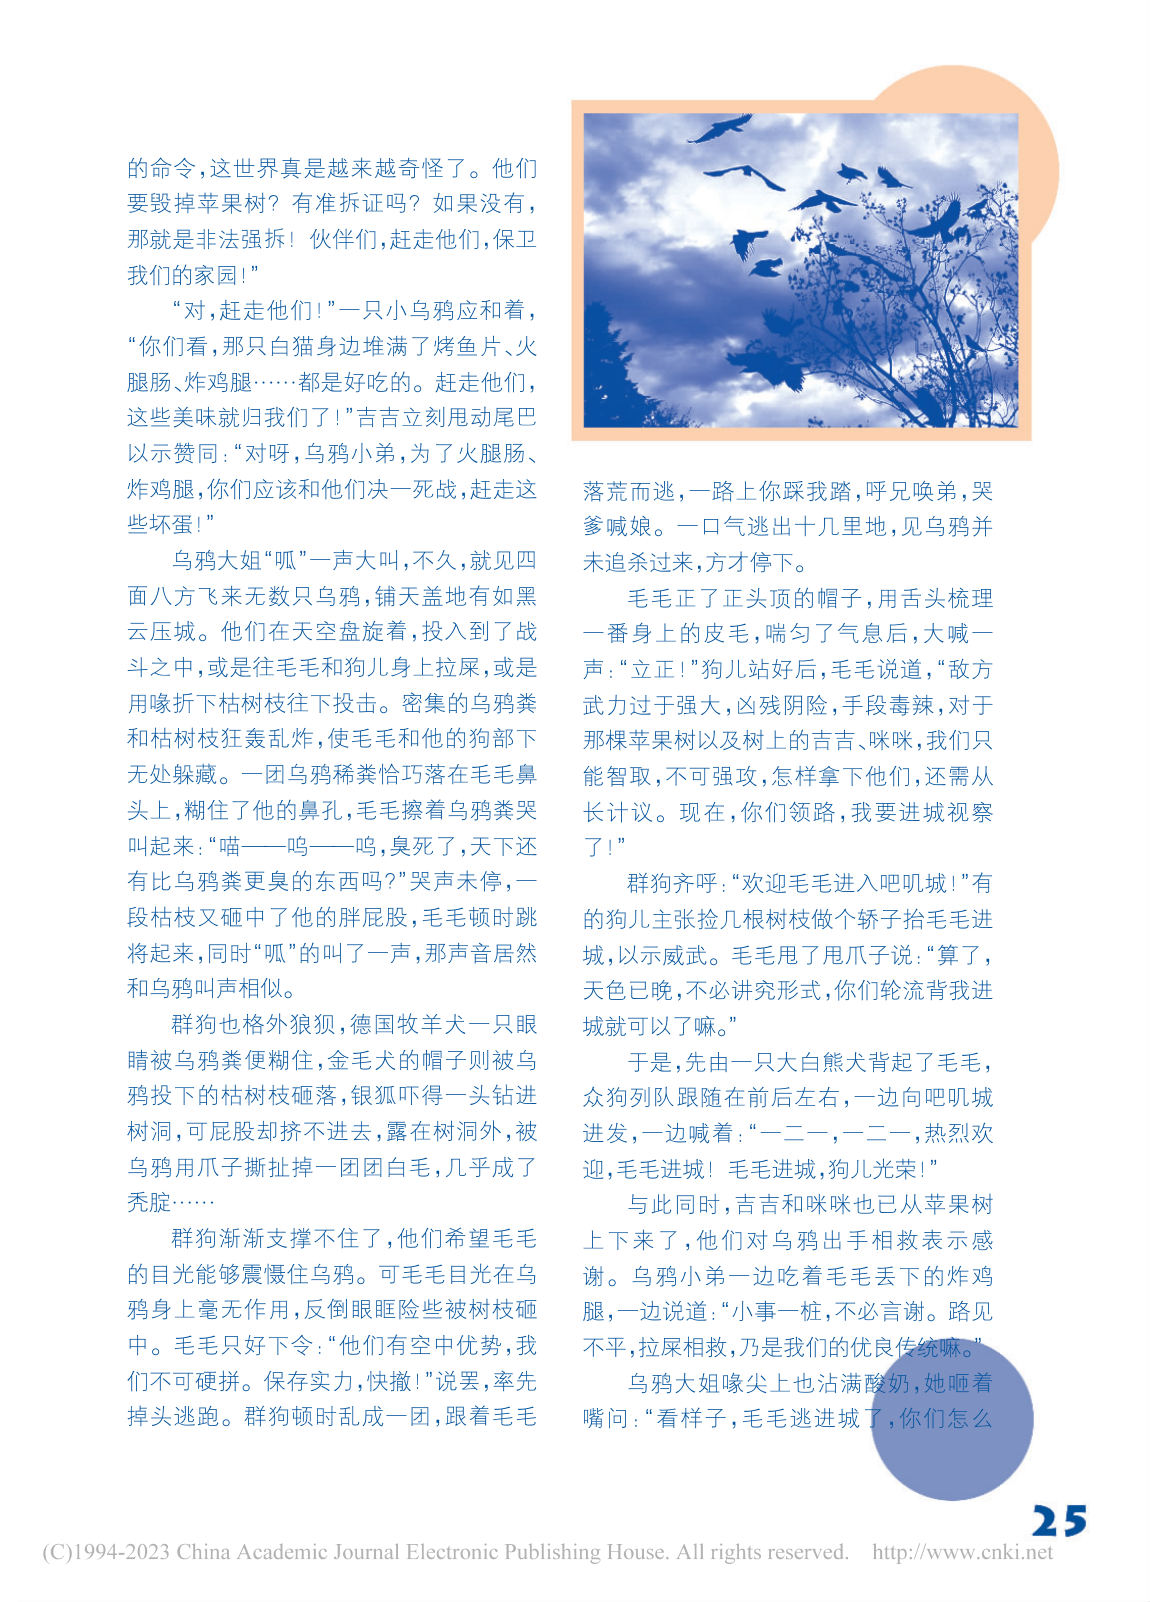 的命令，这世界真是越来越奇怪了。他们
要毁掉苹果树？有准拆证吗？如果没有，
那就是非法强拆！伙伴们，赶走他们，保卫
我们的家园！”
“对，赶走他们！”一只小乌鸦应和着，
“你们看，那只白猫身边堆满了烤鱼片、火
腿肠、炸鸡腿……都是好吃的。赶走他们，
这些美味就归我们了！”吉吉立刻甩动尾巴
以示赞同：“对呀，乌鸦小弟，为了火腿肠、
炸鸡腿，你们应该和他们决一死战，赶走这
些坏蛋！”
乌鸦大姐“呱”一声大叫，不久，就见四
面八方飞来无数只乌鸦，铺天盖地有如黑
云压城。他们在天空盘旋着，投入到了战
斗之中，或是往毛毛和狗儿身上拉屎，或是
用喙折下枯树枝往下投击。密集的乌鸦粪
和枯树枝狂轰乱炸，使毛毛和他的狗部下
无处躲藏。一团乌鸦稀粪恰巧落在毛毛鼻
头上，糊住了他的鼻孔，毛毛擦着乌鸦粪哭
叫起来：“喵——呜——呜，臭死了，天下还
有比乌鸦粪更臭的东西吗？”哭声未停，一
段枯枝又砸中了他的胖屁股，毛毛顿时跳
将起来，同时“呱”的叫了一声，那声音居然
和乌鸦叫声相似。
群狗也格外狼狈，德国牧羊犬一只眼
睛被乌鸦粪便糊住，金毛犬的帽子则被乌
鸦投下的枯树枝砸落，银狐吓得一头钻进
树洞，可屁股却挤不进去，露在树洞外，被
乌鸦用爪子撕扯掉一团团白毛，几乎成了
秃腚……
群狗渐渐支撑不住了，他们希望毛毛
的目光能够震慑住乌鸦。可毛毛目光在乌
鸦身上毫无作用，反倒眼眶险些被树枝砸
中。毛毛只好下令：“他们有空中优势，我
们不可硬拼。保存实力，快撤！”说罢，率先
掉头逃跑。群狗顿时乱成一团，跟着毛毛
落荒而逃，一路上你踩我踏，呼兄唤弟，哭
爹喊娘。一口气逃出十几里地，见乌鸦并
未追杀过来，方才停下。
毛毛正了正头顶的帽子，用舌头梳理
一番身上的皮毛，喘匀了气息后，大喊一
声：“立正！”狗儿站好后，毛毛说道，“敌方
武力过于强大，凶残阴险，手段毒辣，对于
那棵苹果树以及树上的吉吉、咪咪，我们只
能智取，不可强攻，怎样拿下他们，还需从
长计议。现在，你们领路，我要进城视察
了！”
群狗齐呼：“欢迎毛毛进入吧叽城！”有
的狗儿主张捡几根树枝做个轿子抬毛毛进
城，以示威武。毛毛甩了甩爪子说：“算了，
天色已晚，不必讲究形式，你们轮流背我进
城就可以了嘛。”
于是，先由一只大白熊犬背起了毛毛，
众狗列队跟随在前后左右，一边向吧叽城
进发，一边喊着：“一二一，一二一，热烈欢
迎，毛毛进城！毛毛进城，狗儿光荣！”
与此同时，吉吉和咪咪也已从苹果树
上下来了，他们对乌鸦出手相救表示感
谢。乌鸦小弟一边吃着毛毛丢下的炸鸡
腿，一边说道：“小事一桩，不必言谢。路见
不平，拉屎相救，乃是我们的优良传统嘛。”
乌鸦大姐喙尖上也沾满酸奶，她咂着
嘴问：“看样子，毛毛逃进城了，你们怎么
25
(C)1994-2023 China Academic Journal Electronic Publishing House. All rights reserved. http://www.cnki.net